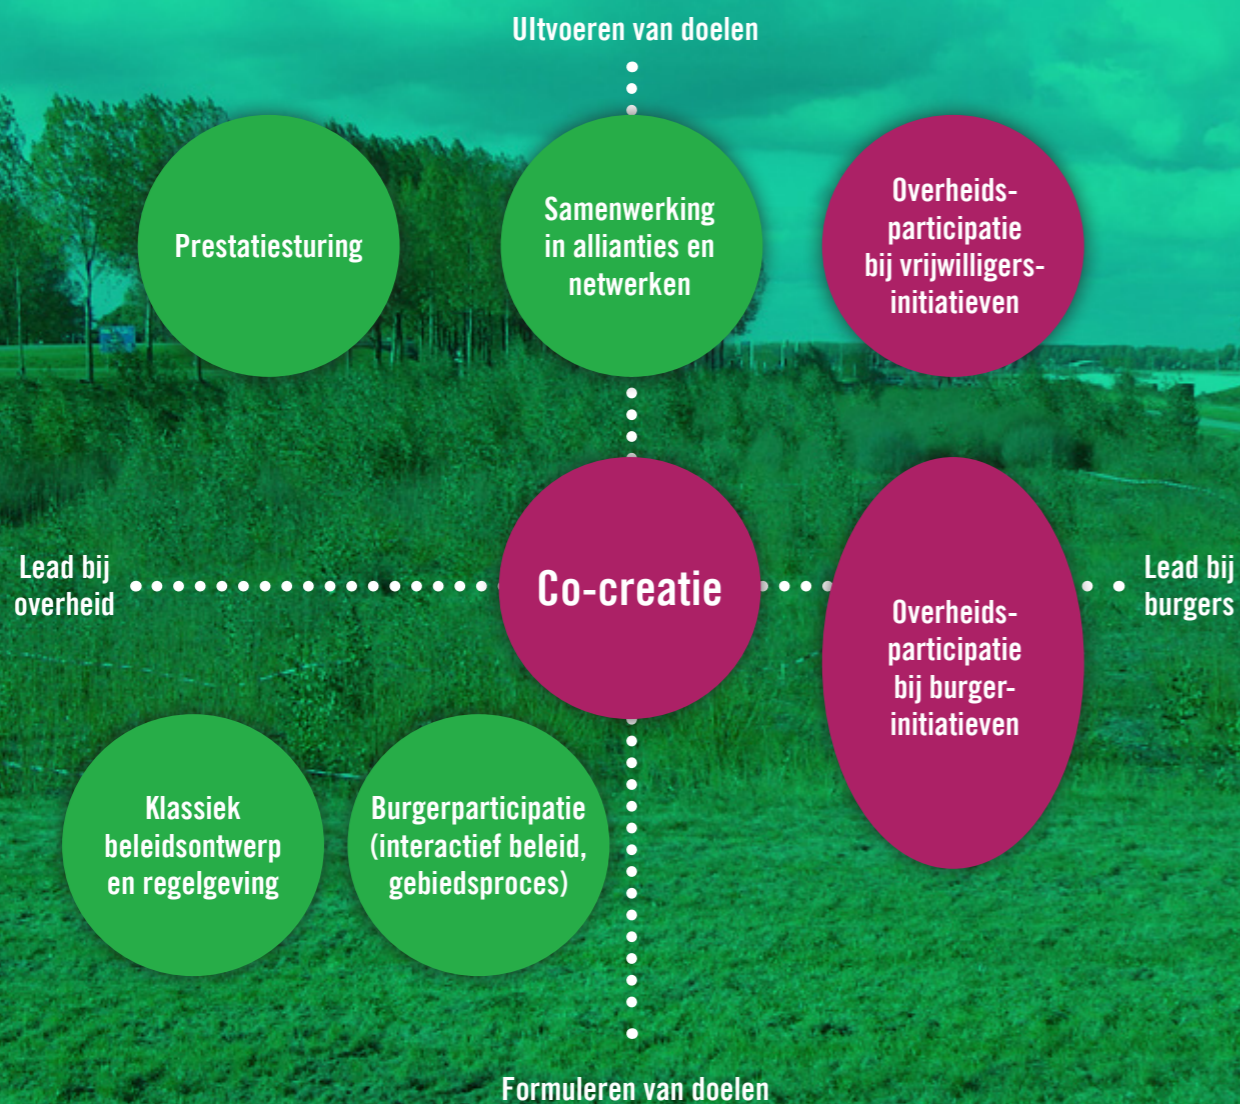 UItvoeren van doelen
Prestatiesturing
Samenwerking
in allianties en
netwerken
Overheids-
participatie
bij vrijwilligers-
initiatieven
Lead bij
overheid
Co-creatie
Lead bij
burgers
Overheids-
participatie
bij burger-
initiatieven
Klassiek
beleidsontwerp
en regelgeving
Burgerparticipatie
(interactief beleid,
gebiedsproces)
Formuleren van doelen